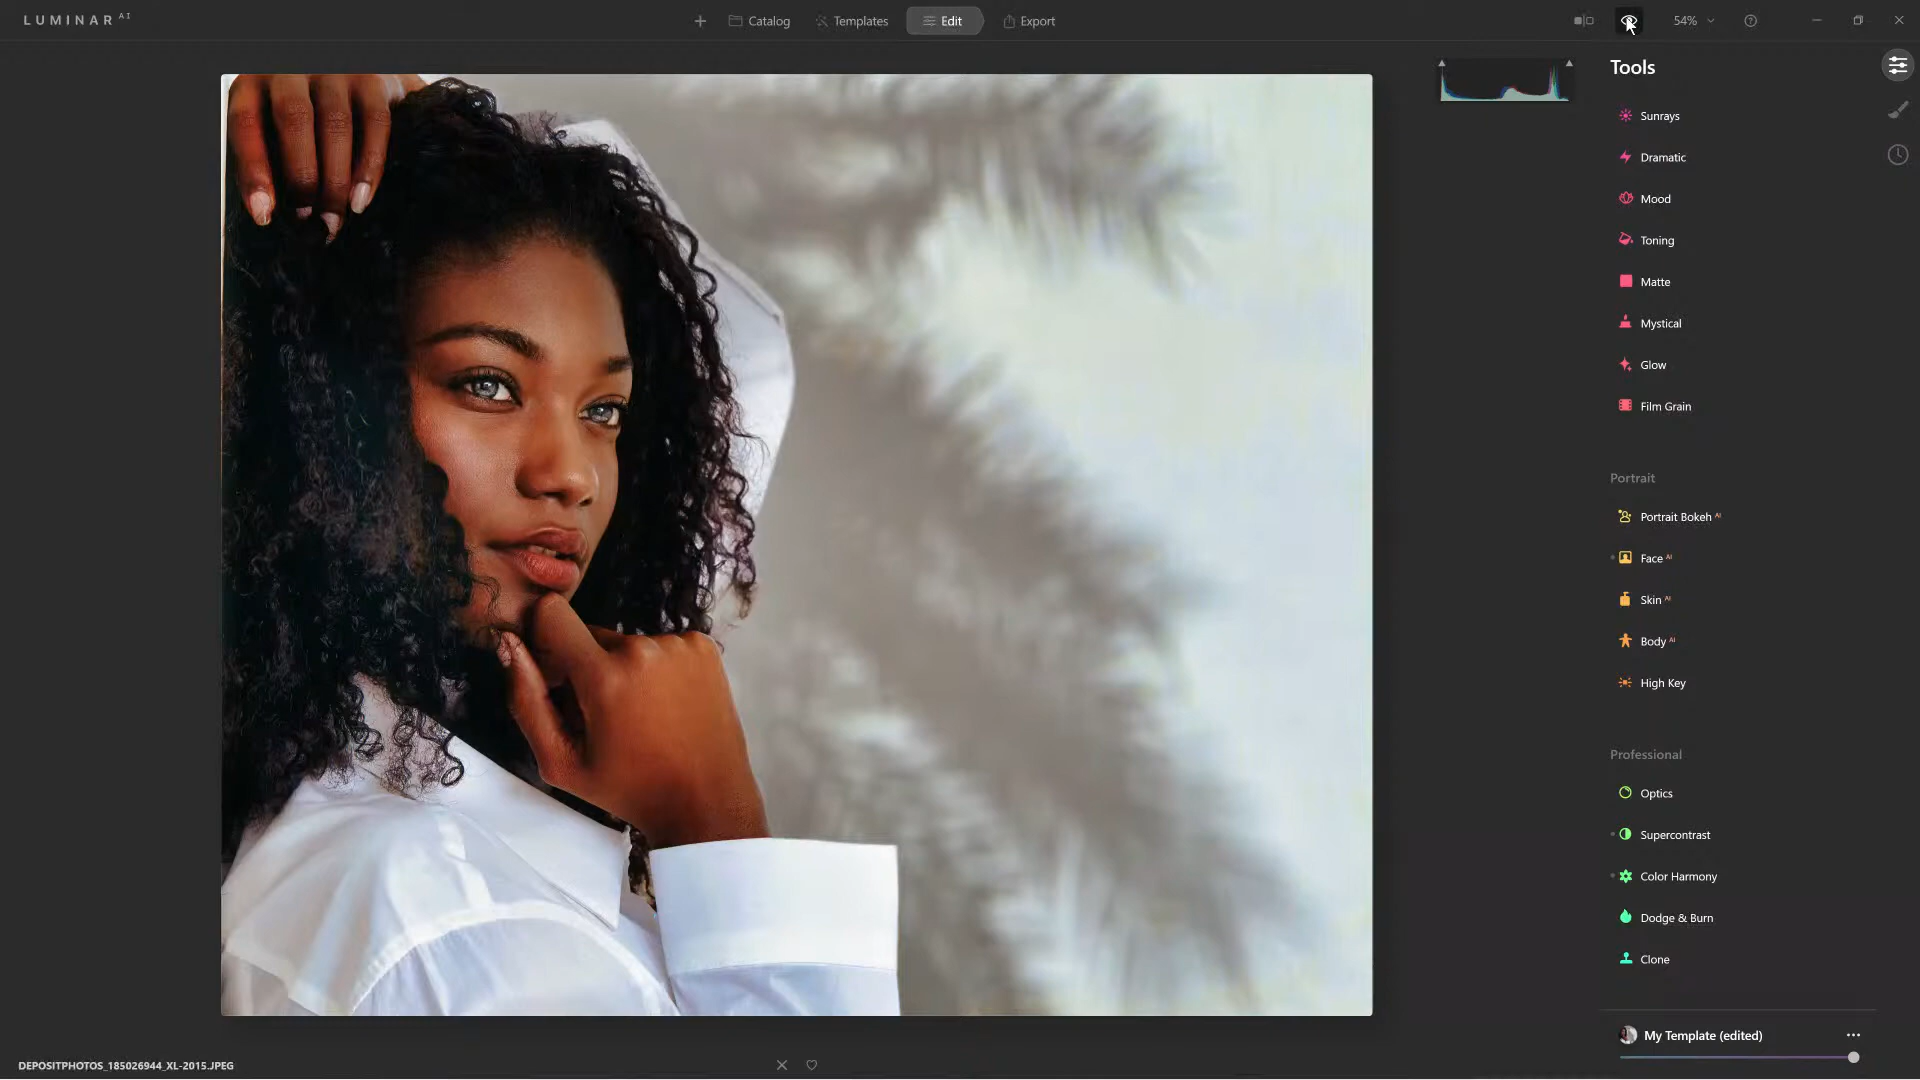 LUMINAR AI
Catalog
Templates
Edit
Export
54%
Tools
Sunrays
Dramatic
Mood
Toning
Matte
Mystical
Glow
Film Grain
Portrait
Portrait Bokeh AI
Face AI
Skin AI
Body AI
High Key
Professional
Optics
Supercontrast
Color Harmony
Dodge & Burn
Clone
My Template (edited)
DEPOSITPHOTOS_185026944_XL-2015.JPEG